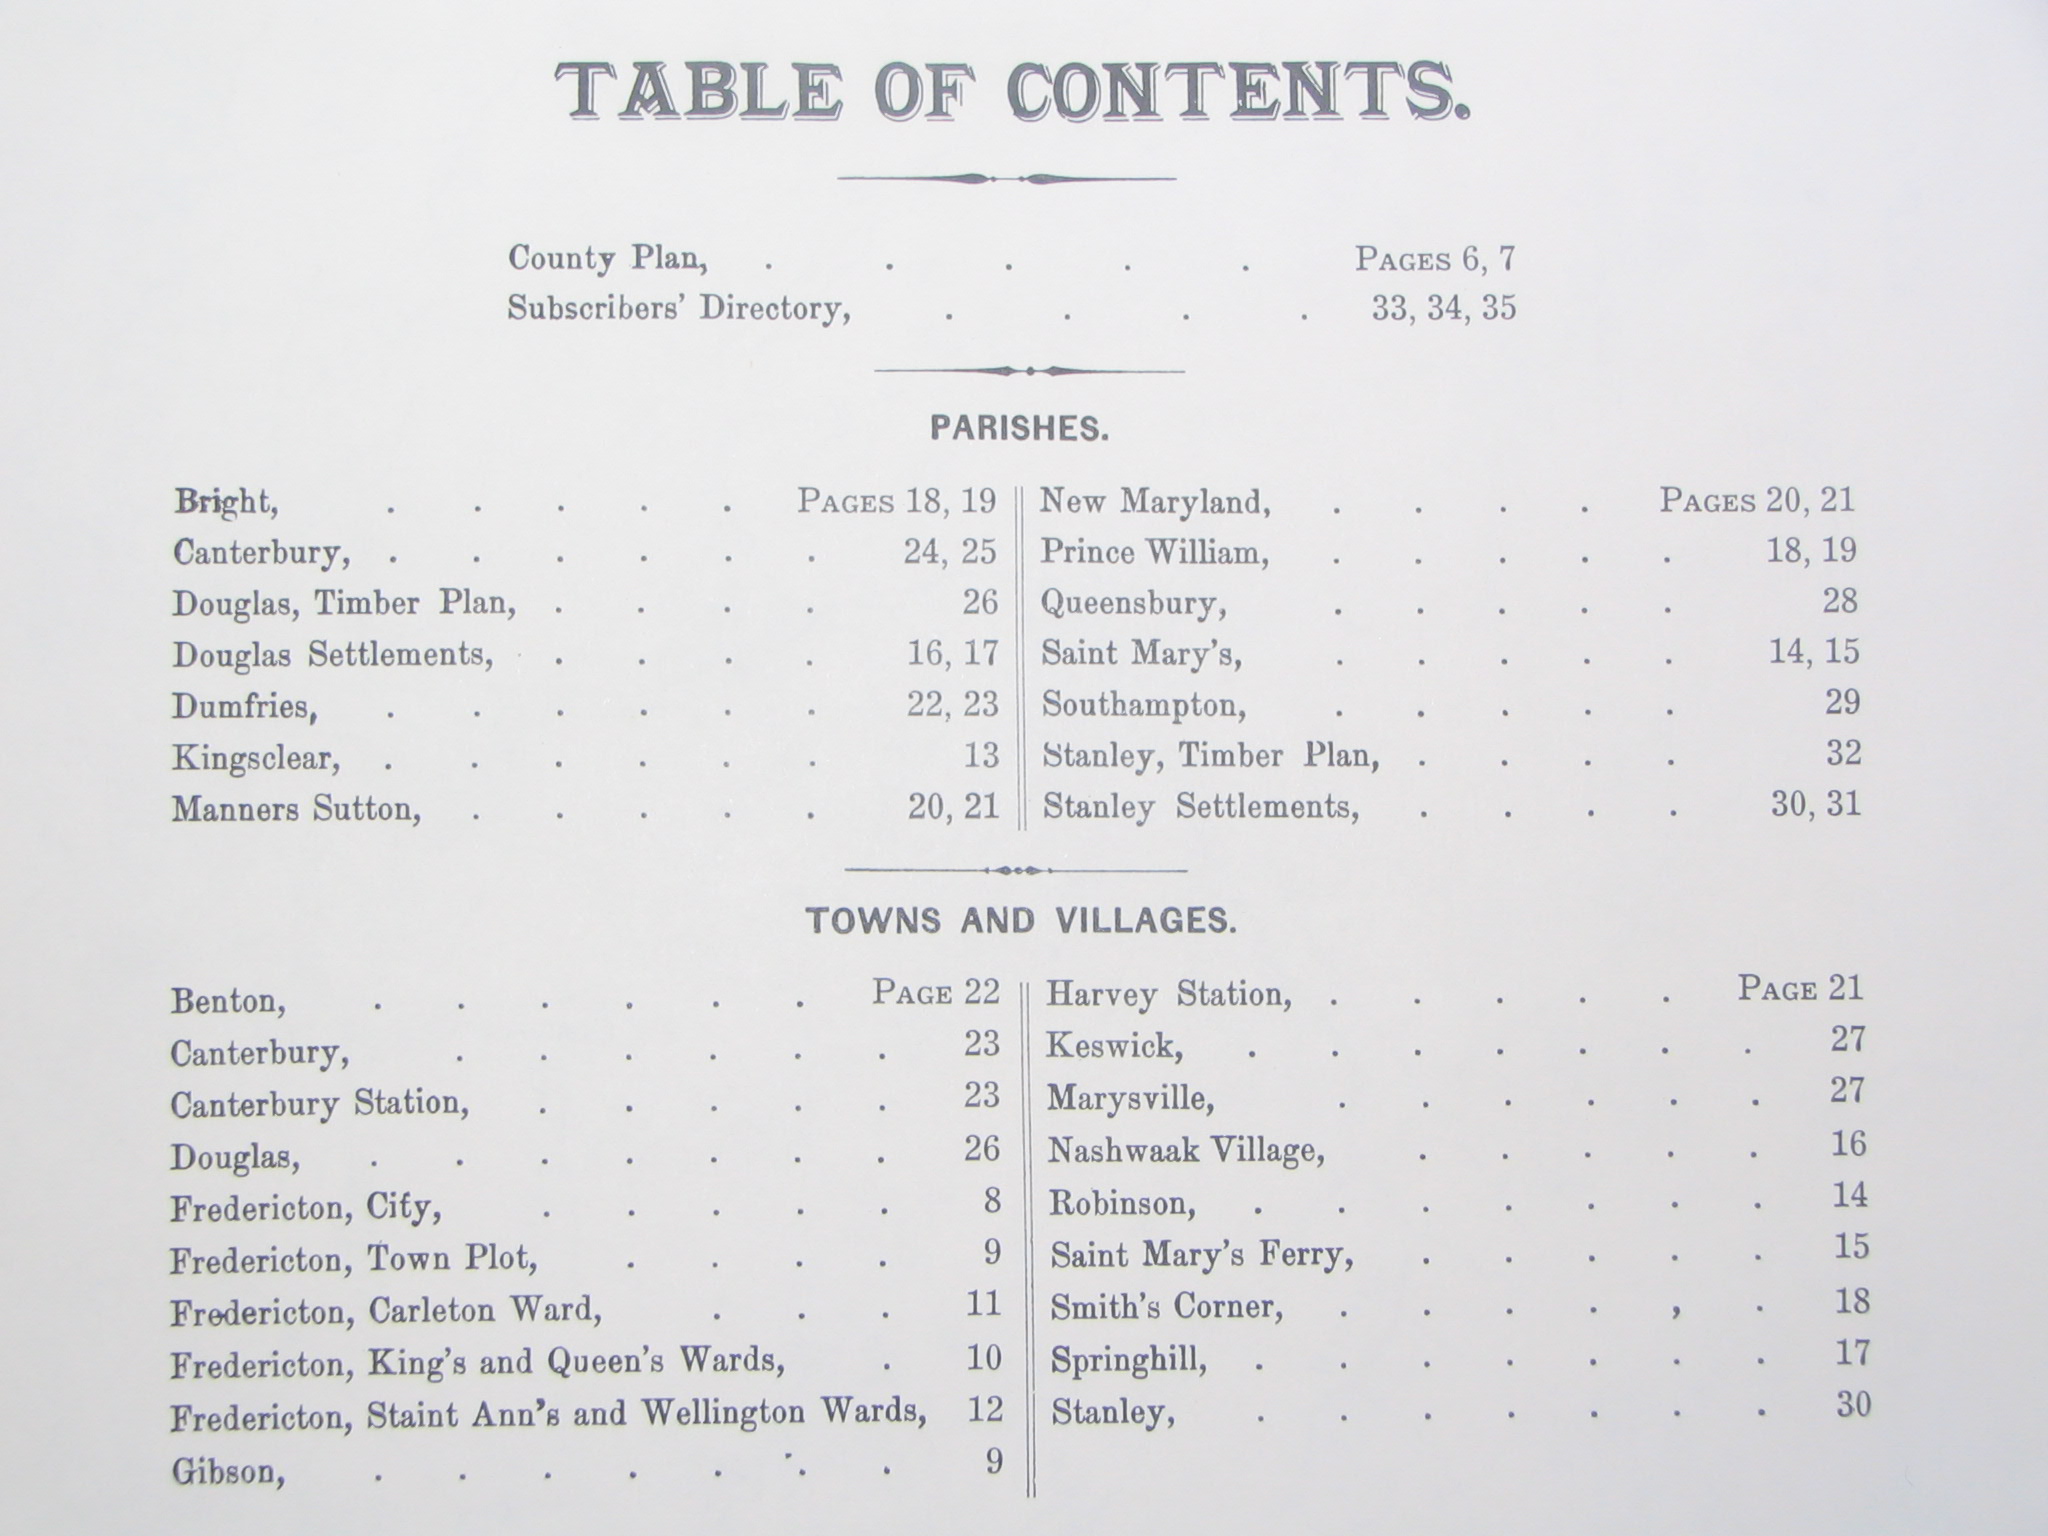 TABLE OF CONTENTS.
County Plan, . . . . . PAGES 6, 7
Subscribers' Directory, . . . . 33, 34, 35
PARISHES.
Bright, . . . . . PAGES 18, 19
Canterbury, . . . . . . 24, 25
Douglas, Timber Plan, . . . . 26
Douglas Settlements, . . . . 16, 17
Dumfries, . . . . . . 22, 23
Kingsclear, . . . . . . 13
Manners Sutton, . . . . . 20, 21
New Maryland, . . . . PAGES 20, 21
Prince William, . . . . . 18, 19
Queensbury, . . . . . 28
Saint Mary's, . . . . . 14, 15
Southampton, . . . . . 29
Stanley, Timber Plan, . . . . 32
Stanley Settlements, . . . . 30, 31
TOWNS AND VILLAGES.
Benton, . . . . . . PAGE 22
Canterbury, . . . . . . 23
Canterbury Station, . . . . . 23
Douglas, . . . . . . . 26
Fredericton, City, . . . . . 8
Fredericton, Town Plot, . . . . 9
Fredericton, Carleton Ward, . . . 11
Fredericton, King's and Queen's Wards, . 10
Fredericton, Staint Ann's and Wellington Wards, 12
Gibson, . . . . . . . 9
Harvey Station, . . . . . PAGE 21
Keswick, . . . . . . . 27
Marysville, . . . . . . 27
Nashwaak Village, . . . . . 16
Robinson, . . . . . . . 14
Saint Mary's Ferry, . . . . . 15
Smith's Corner, . . . . , . 18
Springhill, . . . . . . . 17
Stanley, . . . . . . . 30